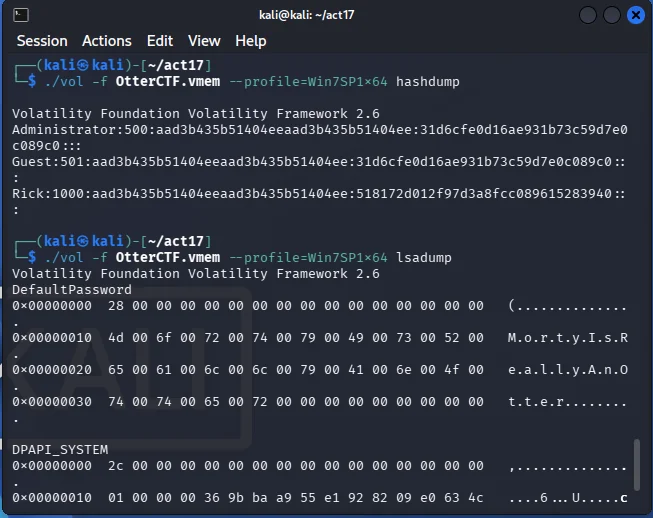 kali@kali: ~/act17
Session Actions Edit View Help
┌──(kali㉿kali)-[~/act17]
└─$ ./vol -f OtterCTF.vmem --profile=Win7SP1×64 hashdump
Volatility Foundation Volatility Framework 2.6
Administrator:500:aad3b435b51404eeaad3b435b51404ee:31d6cfe0d16ae931b73c59d7e0
c089c0:::
Guest:501:aad3b435b51404eeaad3b435b51404ee:31d6cfe0d16ae931b73c59d7e0c089c0::
:
Rick:1000:aad3b435b51404eeaad3b435b51404ee:518172d012f97d3a8fcc089615283940::
:
┌──(kali㉿kali)-[~/act17]
└─$ ./vol -f OtterCTF.vmem --profile=Win7SP1×64 lsadump
Volatility Foundation Volatility Framework 2.6
DefaultPassword
0×00000000  28 00 00 00 00 00 00 00 00 00 00 00 00 00 00 00   (..............
.
0×00000010  4d 00 6f 00 72 00 74 00 79 00 49 00 73 00 52 00   M.o.r.t.y.I.s.R
.
0×00000020  65 00 61 00 6c 00 6c 00 79 00 41 00 6e 00 4f 00   e.a.l.l.y.A.n.O
.
0×00000030  74 00 74 00 65 00 72 00 00 00 00 00 00 00 00 00   t.t.e.r........
.
DPAPI_SYSTEM
0×00000000  2c 00 00 00 00 00 00 00 00 00 00 00 00 00 00 00   ,..............
.
0×00000010  01 00 00 00 36 9b ba a9 55 e1 92 82 09 e0 63 4c   ....6...U.....c
KALI